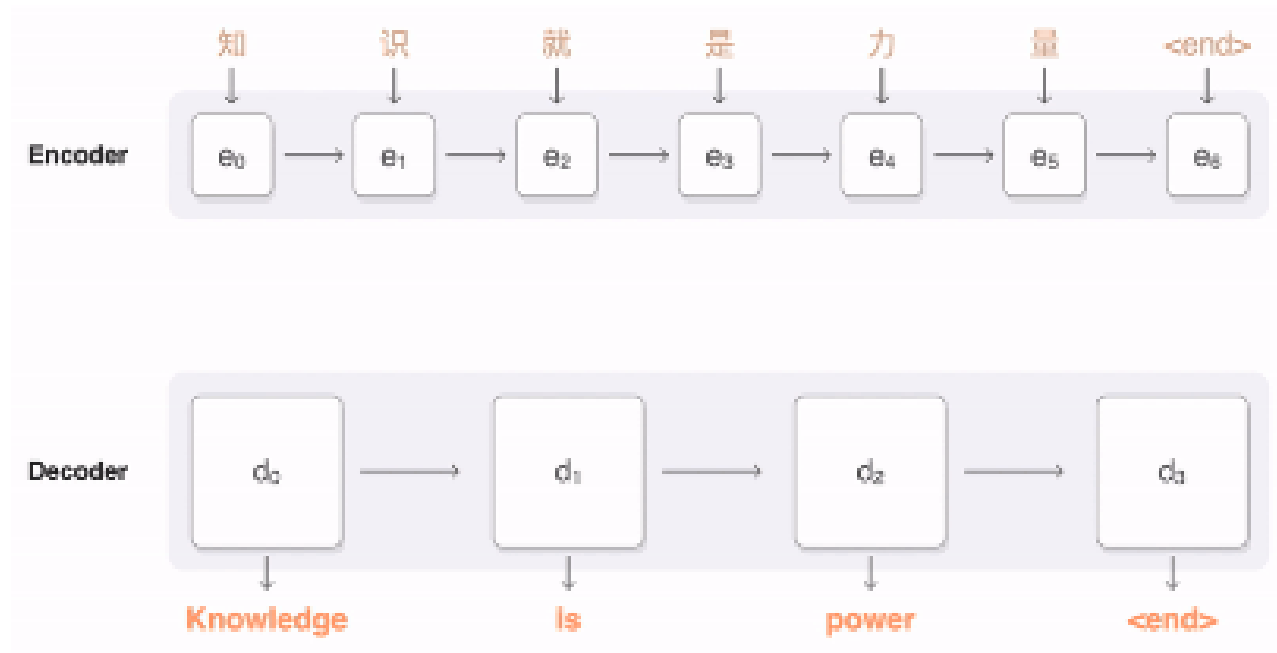 知 识 就 是 力 量 <end>
Encoder e₀ e₁ e₂ e₃ e₄ e₅ e₆
Decoder d₀ d₁ d₂ d₃
Knowledge is power <end>